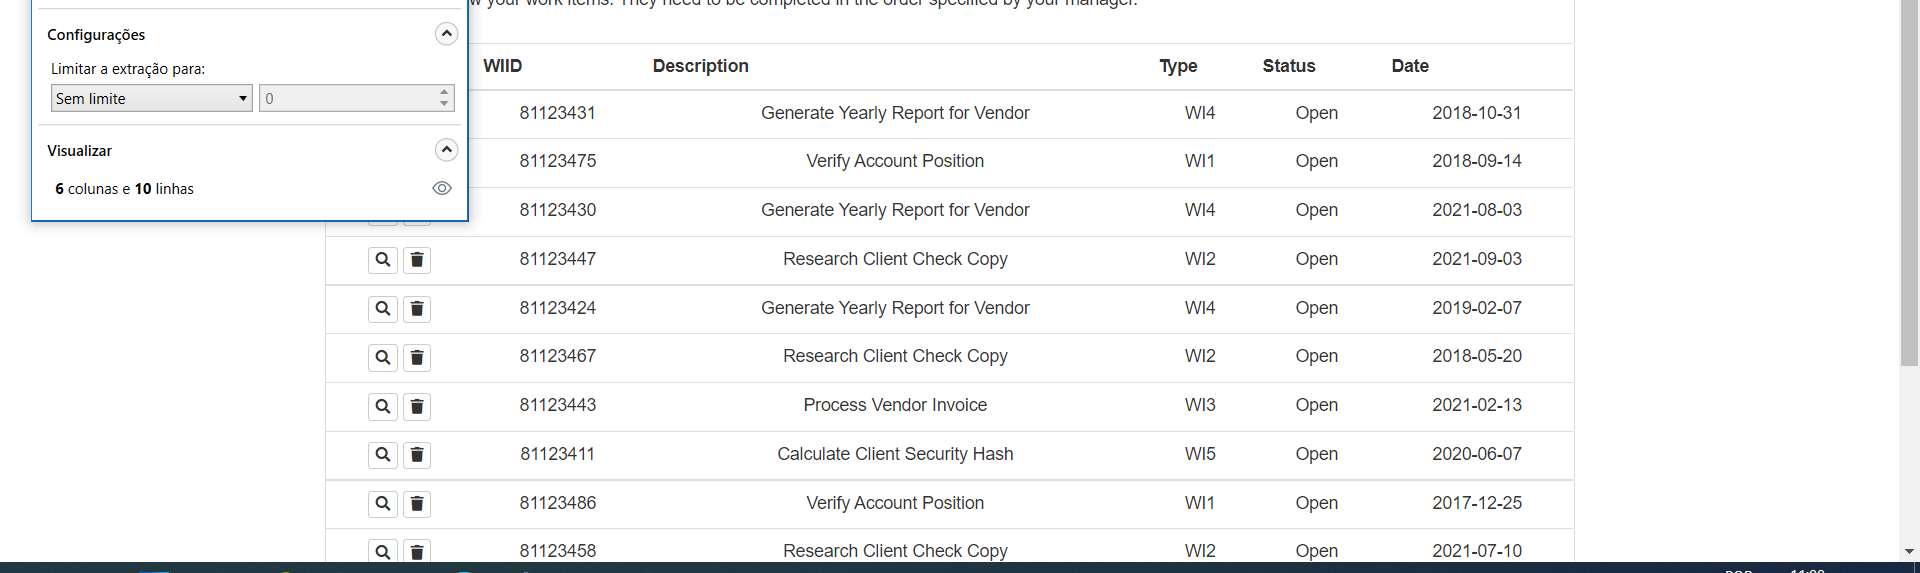 w your work items. They need to be completed in the order specified by your manager.
Configurações
Limitar a extração para:
Sem limite 0
Visualizar
6 colunas e 10 linhas
WIID Description Type Status Date
81123431 Generate Yearly Report for Vendor WI4 Open 2018-10-31
81123475 Verify Account Position WI1 Open 2018-09-14
81123430 Generate Yearly Report for Vendor WI4 Open 2021-08-03
81123447 Research Client Check Copy WI2 Open 2021-09-03
81123424 Generate Yearly Report for Vendor WI4 Open 2019-02-07
81123467 Research Client Check Copy WI2 Open 2018-05-20
81123443 Process Vendor Invoice WI3 Open 2021-02-13
81123411 Calculate Client Security Hash WI5 Open 2020-06-07
81123486 Verify Account Position WI1 Open 2017-12-25
81123458 Research Client Check Copy WI2 Open 2021-07-10